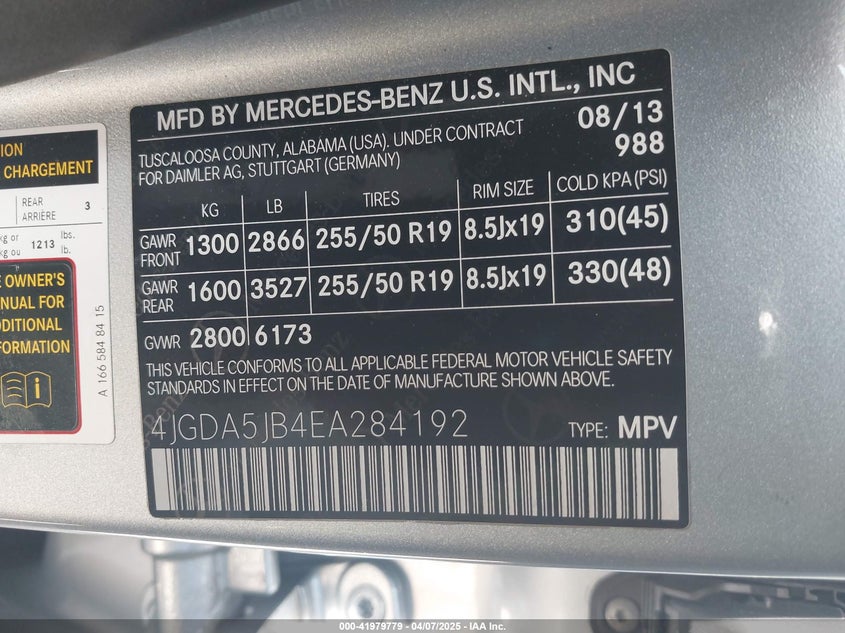 MFD BY MERCEDES-BENZ U.S. INTL., INC
TUSCALOOSA COUNTY, ALABAMA (USA). UNDER CONTRACT 08/13
FOR DAIMLER AG, STUTTGART (GERMANY) 988
KG LB TIRES RIM SIZE COLD KPA (PSI)
GAWR FRONT 1300 2866 255/50 R19 8.5Jx19 310(45)
GAWR REAR 1600 3527 255/50 R19 8.5Jx19 330(48)
GVWR 2800 6173
THIS VEHICLE CONFORMS TO ALL APPLICABLE FEDERAL MOTOR VEHICLE SAFETY
STANDARDS IN EFFECT ON THE DATE OF MANUFACTURE SHOWN ABOVE.
4JGDA5JB4EA284192 TYPE: MPV
CHARGEMENT
REAR
ARRIÈRE 3
kg or 1213 lbs.
kg ou lb.
OWNER'S
FOR
A 166 584 84 15
000-41979779 - 04/07/2025 - IAA Inc.